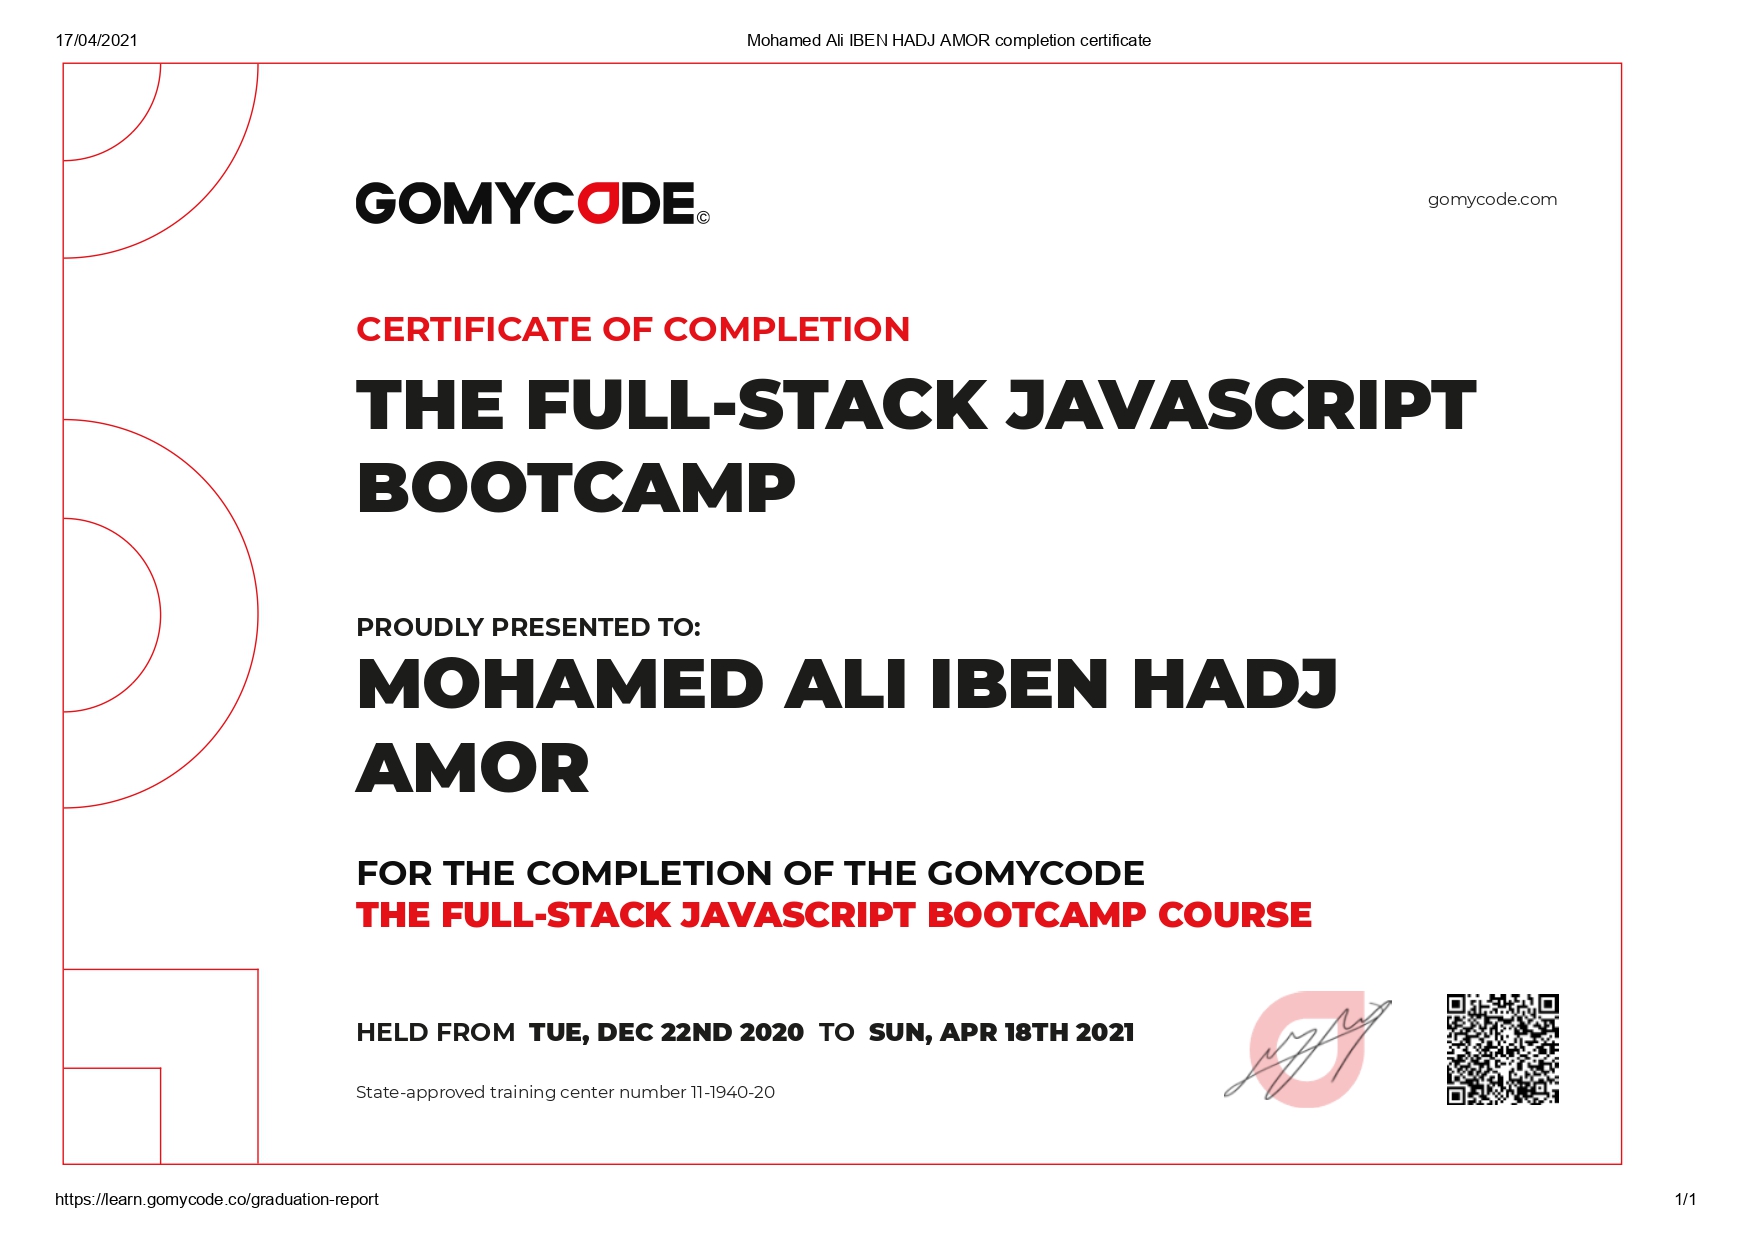 17/04/2021 Mohamed Ali IBEN HADJ AMOR completion certificate
GOMYCODE© gomycode.com
CERTIFICATE OF COMPLETION
THE FULL-STACK JAVASCRIPT
BOOTCAMP
PROUDLY PRESENTED TO:
MOHAMED ALI IBEN HADJ
AMOR
FOR THE COMPLETION OF THE GOMYCODE
THE FULL-STACK JAVASCRIPT BOOTCAMP COURSE
HELD FROM TUE, DEC 22ND 2020 TO SUN, APR 18TH 2021
State-approved training center number 11-1940-20
https://learn.gomycode.co/graduation-report 1/1